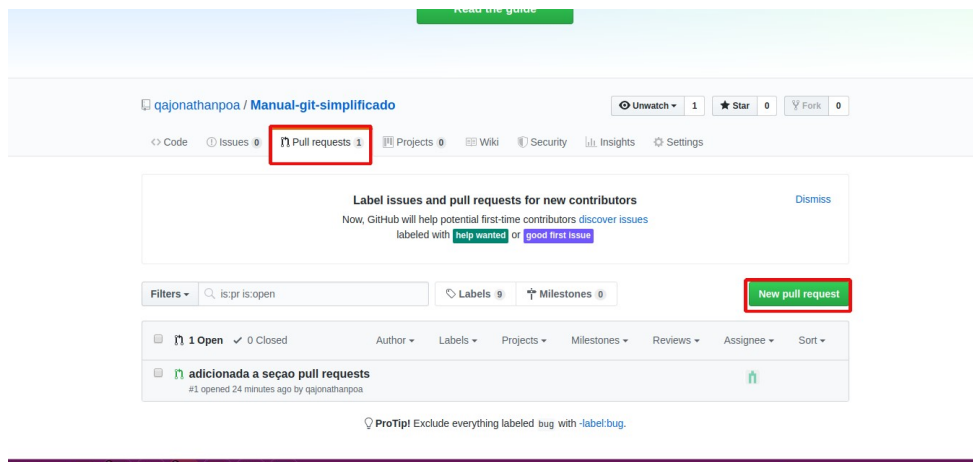 Read the guide
qajonathanpoa / Manual-git-simplificado
Unwatch 1 Star 0 Fork 0
<> Code Issues 0 Pull requests 1 Projects 0 Wiki Security Insights Settings
Label issues and pull requests for new contributors Dismiss
Now, GitHub will help potential first-time contributors discover issues
labeled with help wanted or good first issue
Filters is:pr is:open Labels 9 Milestones 0 New pull request
1 Open 0 Closed Author Labels Projects Milestones Reviews Assignee Sort
adicionada a seçao pull requests
#1 opened 24 minutes ago by qajonathanpoa
ProTip! Exclude everything labeled bug with -label:bug.